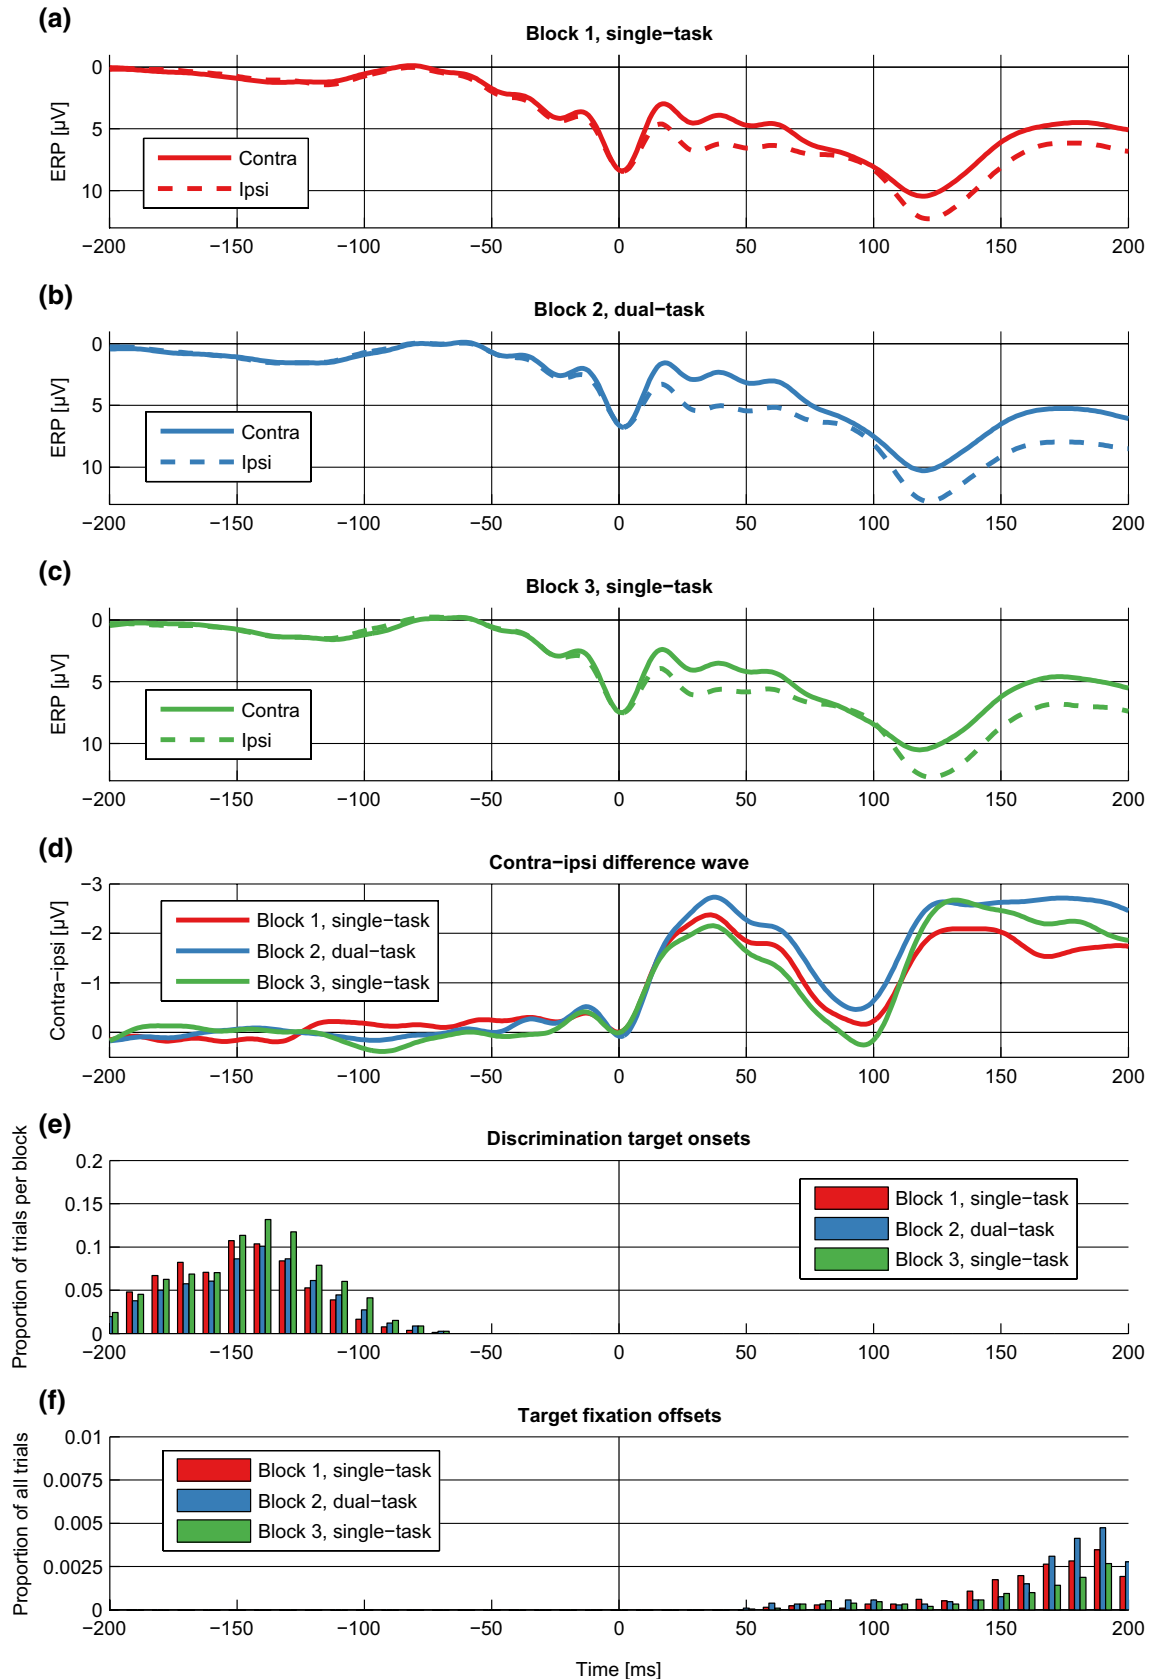 (a)
Block 1, single−task
ERP [µV]
0
5
10
Contra
Ipsi
−200 −150 −100 −50 0 50 100 150 200
(b)
Block 2, dual−task
ERP [µV]
0
5
10
Contra
Ipsi
−200 −150 −100 −50 0 50 100 150 200
(c)
Block 3, single−task
ERP [µV]
0
5
10
Contra
Ipsi
−200 −150 −100 −50 0 50 100 150 200
(d)
Contra−ipsi difference wave
Contra−ipsi [µV]
−3
−2
−1
0
Block 1, single−task
Block 2, dual−task
Block 3, single−task
−200 −150 −100 −50 0 50 100 150 200
(e)
Discrimination target onsets
Proportion of trials per block
0.2
0.15
0.1
0.05
0
Block 1, single−task
Block 2, dual−task
Block 3, single−task
−200 −150 −100 −50 0 50 100 150 200
(f)
Target fixation offsets
Proportion of all trials
0.01
0.0075
0.005
0.0025
0
Block 1, single−task
Block 2, dual−task
Block 3, single−task
−200 −150 −100 −50 0 50 100 150 200
Time [ms]